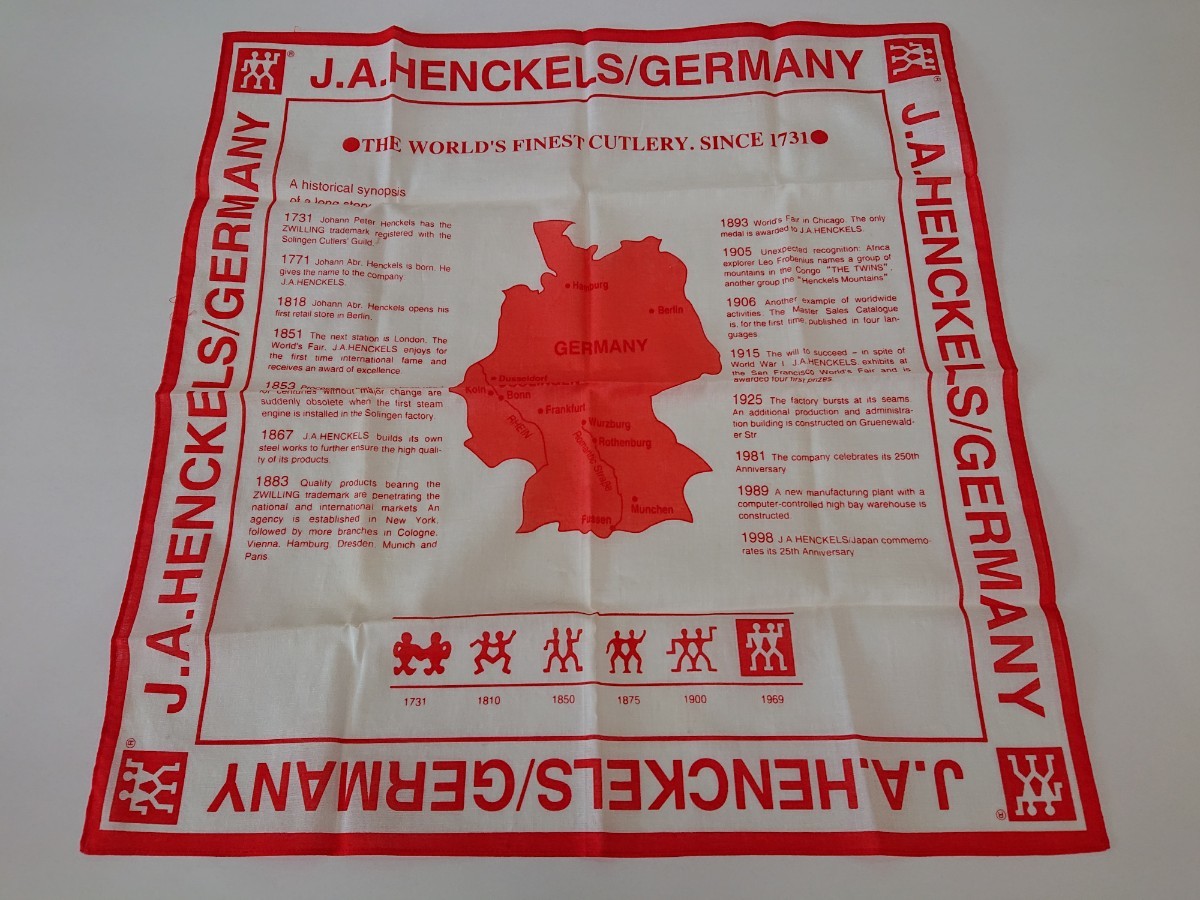 J.A.HENCKELS/GERMANY
®
®
●THE WORLD'S FINEST CUTLERY. SINCE 1731●
A historical synopsis
of a long story
1731 Johann Peter Henckels has the
ZWILLING trademark registered with the
Solingen Cutlers' Guild.
1771 Johann Abr. Henckels is born. He
gives the name to the company
J.A.HENCKELS.
1818 Johann Abr. Henckels opens his
first retail store in Berlin.
1851 The next station is London. The
World's Fair. J.A.HENCKELS enjoys for
the first time international fame and
receives an award of excellence
1853
for centuries without major change are
suddenly obsolete when the first steam
engine is installed in the Solingen factory.
1867 J.A.HENCKELS builds its own
steel works to further ensure the high quali-
ty of its products.
1883 Quality products bearing the
ZWILLING trademark are penetrating the
national and international markets. An
agency is established in New York,
followed by more branches in Cologne,
Vienna, Hamburg, Dresden, Munich and
Paris.
Hamburg
Berlin
GERMANY
Dusseldorf
Koln
Bonn
Frankfurt
Wurzburg
Rothenburg
RHEIN
Romantic Straße
Munchen
Fussen
1893 World's Fair in Chicago. The only
medal is awarded to J.A.HENCKELS.
1905 Unexpected recognition: Africa
explorer Leo Frobenius names a group of
mountains in the Congo "THE TWINS",
another group the "Henckels Mountains".
1906 Another example of worldwide
activities. The Master Sales Catalogue
is, for the first time, published in four lan-
guages.
1915 The will to succeed – in spite of
World War I. J.A.HENCKELS exhibits at
the San Francisco World's Fair and is
awarded four first prizes.
1925 The factory bursts at its seams.
An additional production and administra-
tion building is constructed on Gruenewald-
er Str.
1981 The company celebrates its 250th
Anniversary
1989 A new manufacturing plant with a
computer-controlled high bay warehouse is
constructed.
1998 J.A.HENCKELS/Japan commemo-
rates its 25th Anniversary
1731 1810 1850 1875 1900 1969
J.A.HENCKELS/GERMANY
J.A.HENCKELS/GERMANY
J.A.HENCKELS/GERMANY
®
®